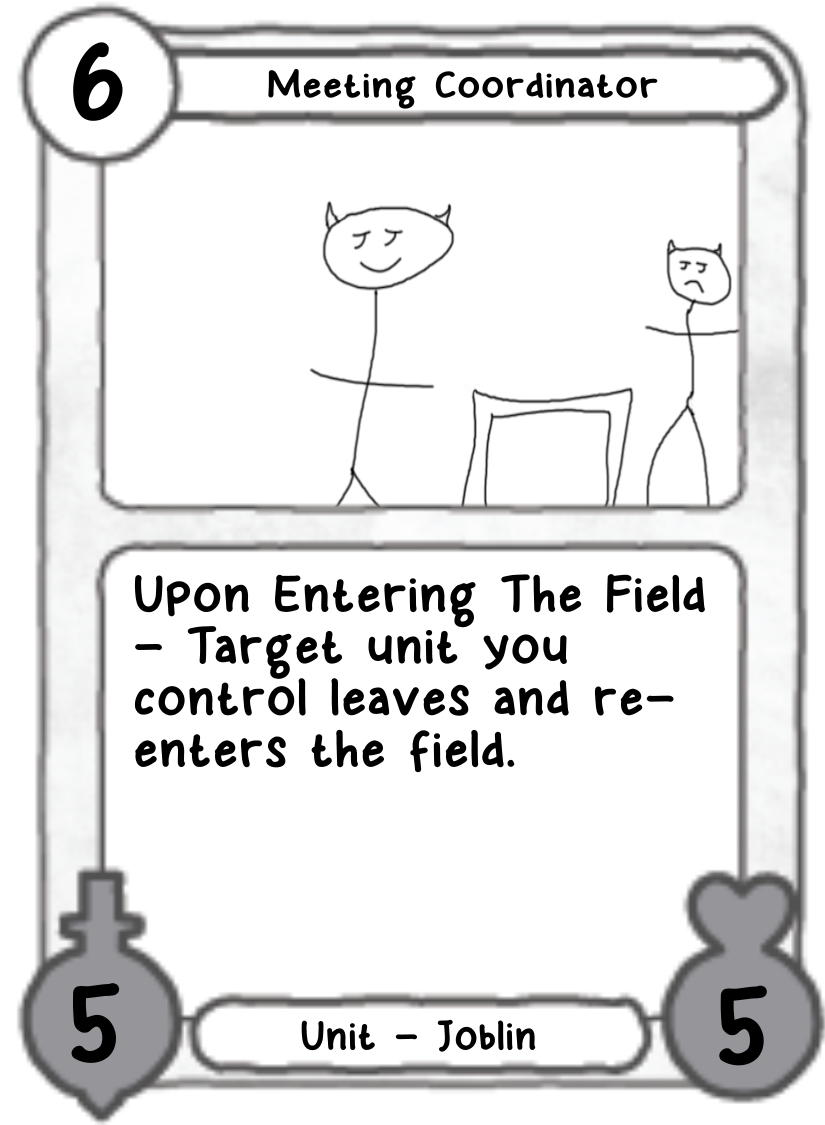 6
Meeting Coordinator
Upon Entering The Field
– Target unit you
control leaves and re–
enters the field.
5
Unit – Joblin
5